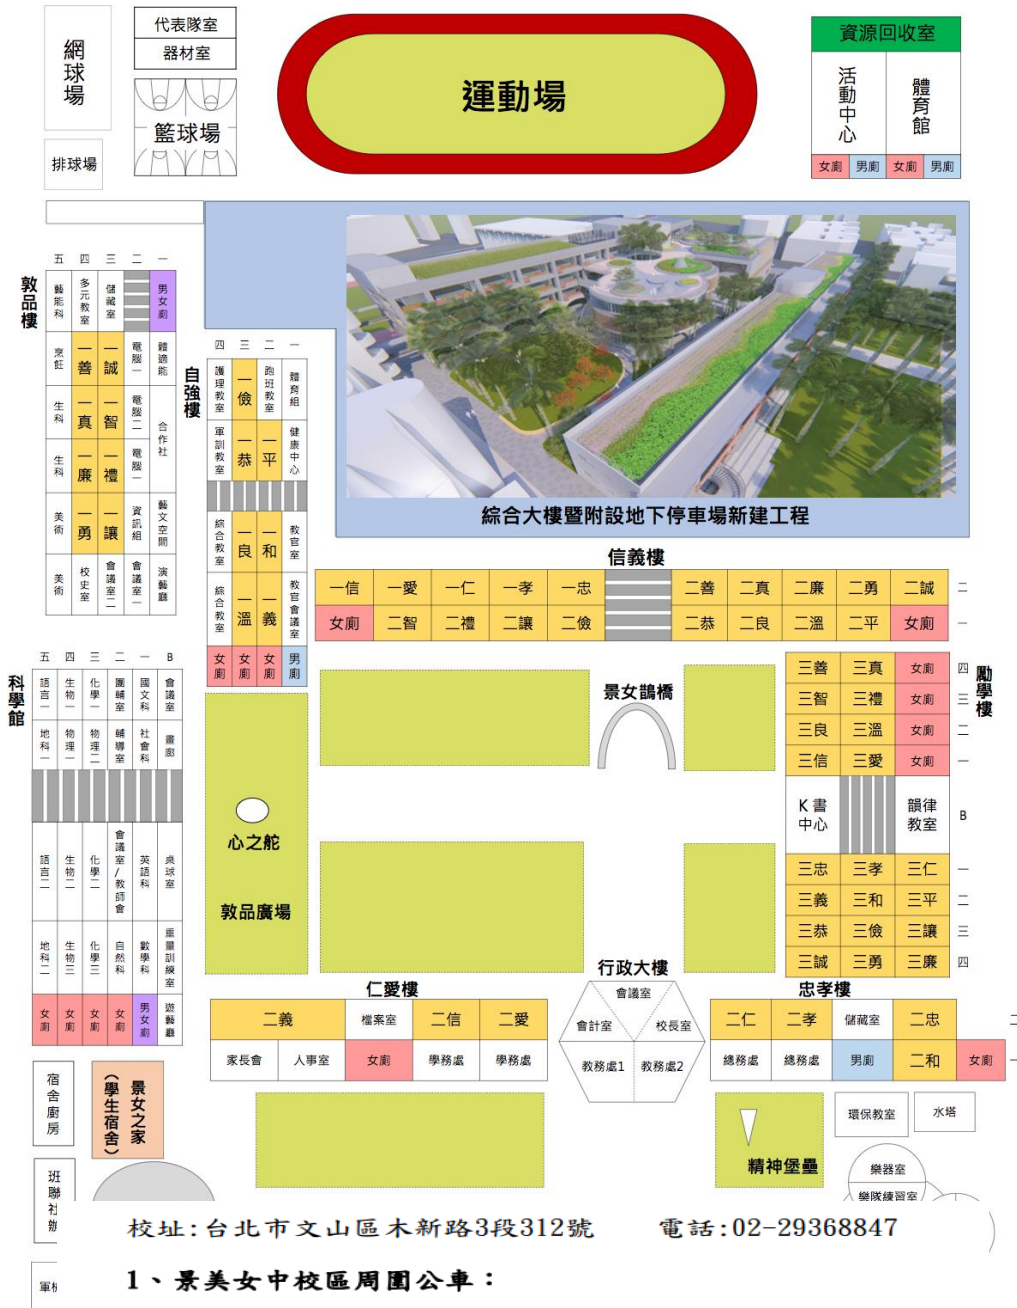 網球場
代表隊室
器材室
籃球場
排球場
運動場
資源回收室
活動中心
體育館
女廁 男廁 女廁 男廁
敦品樓
五 四 三 二 一
藝能科 多元教室 儲藏室 男女廁
烹飪 一善 一誠 電腦一 體適能
生科 一真 一智 電腦二 合作社
生科 一廉 一禮 電腦一
美術 一勇 一讓 資訊組 藝文空間
美術 校史室 會議室二 會議室一 演藝廳
自強樓
四 三 二 一
護理教室 一儉 跑班教室 體育組
軍訓教室 一恭 一平 健康中心
綜合教室 一良 一和 教官室
綜合教室 一溫 一義 教官會議室
女廁 女廁 女廁 男廁
綜合大樓暨附設地下停車場新建工程
信義樓
一信 一愛 一仁 一孝 一忠 二善 二真 二廉 二勇 二誠 二
女廁 二智 二禮 二讓 二儉 二恭 二良 二溫 二平 女廁 一
科學館
五 四 三 二 一 B
語言一 生物一 化學一 團輔室 國文科 會議室
地科一 物理一 物理二 輔導室 社會科 畫廊
語言二 生物二 化學二 會議室/教師會 英語科 桌球室
地科二 生物三 化學三 自然科 數學科 重量訓練室
女廁 女廁 女廁 女廁 男女廁 遊藝廳
心之舵
敦品廣場
景女鵲橋
勵學樓
三善 三真 女廁 四
三智 三禮 女廁 三
三良 三溫 女廁 二
三信 三愛 女廁 一
K書中心 韻律教室 B
三忠 三孝 三仁 一
三義 三和 三平 二
三恭 三儉 三讓 三
三誠 三勇 三廉 四
仁愛樓
二義 檔案室 二信 二愛
家長會 人事室 女廁 學務處 學務處
行政大樓
會議室
會計室 校長室
教務處1 教務處2
忠孝樓
二仁 二孝 儲藏室 二忠 二
總務處 總務處 男廁 二和 女廁 一
宿舍廚房
景女之家
(學生宿舍)
班聯社辦
精神堡壘
環保教室
水塔
樂器室
樂隊練習室
校址:台北市文山區木新路3段312號 電話:02-29368847
1、景美女中校區周圍公車：